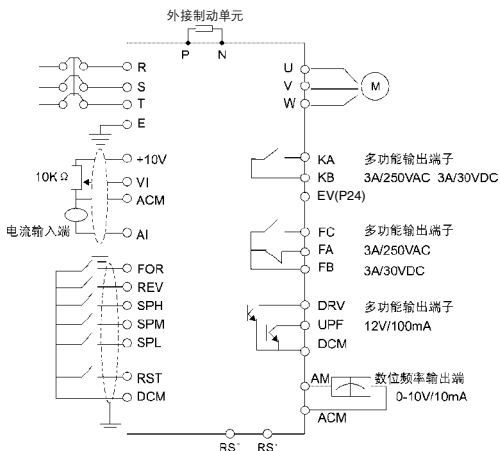 外接制动单元
P N
R
S
T
E
U
V
W
M
+10V
10KΩ
VI
ACM
电流输入端
AI
KA 多功能输出端子
KB 3A/250VAC 3A/30VDC
EV(P24)
FC 多功能输出端子
FA 3A/250VAC
FB 3A/30VDC
FOR
REV
SPH
SPM
SPL
RST
DCM
DRV 多功能输出端子
UPF 12V/100mA
DCM
AM 数位频率输出端
0-10V/10mA
ACM
RS⁻ RS⁺